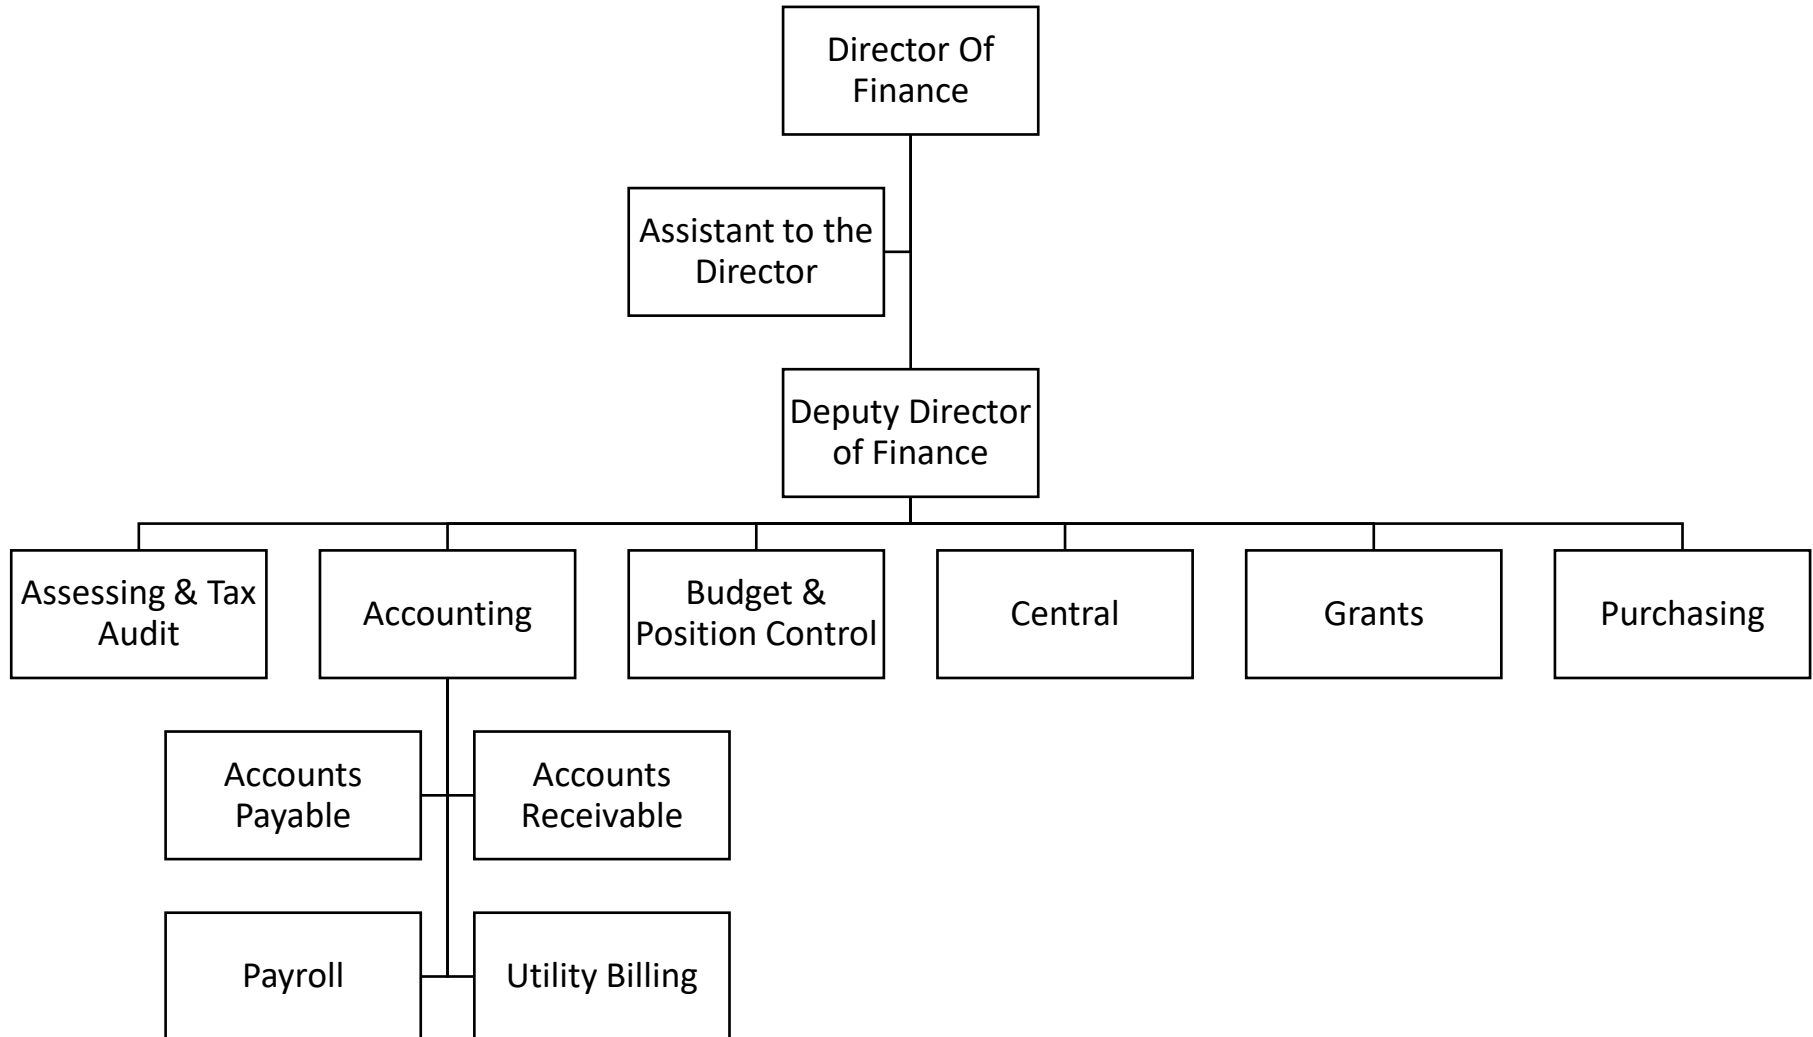 Director Of
Finance
Assistant to the
Director
Deputy Director
of Finance
Assessing & Tax
Audit
Accounting
Budget &
Position Control
Central
Grants
Purchasing
Accounts
Payable
Accounts
Receivable
Payroll
Utility Billing